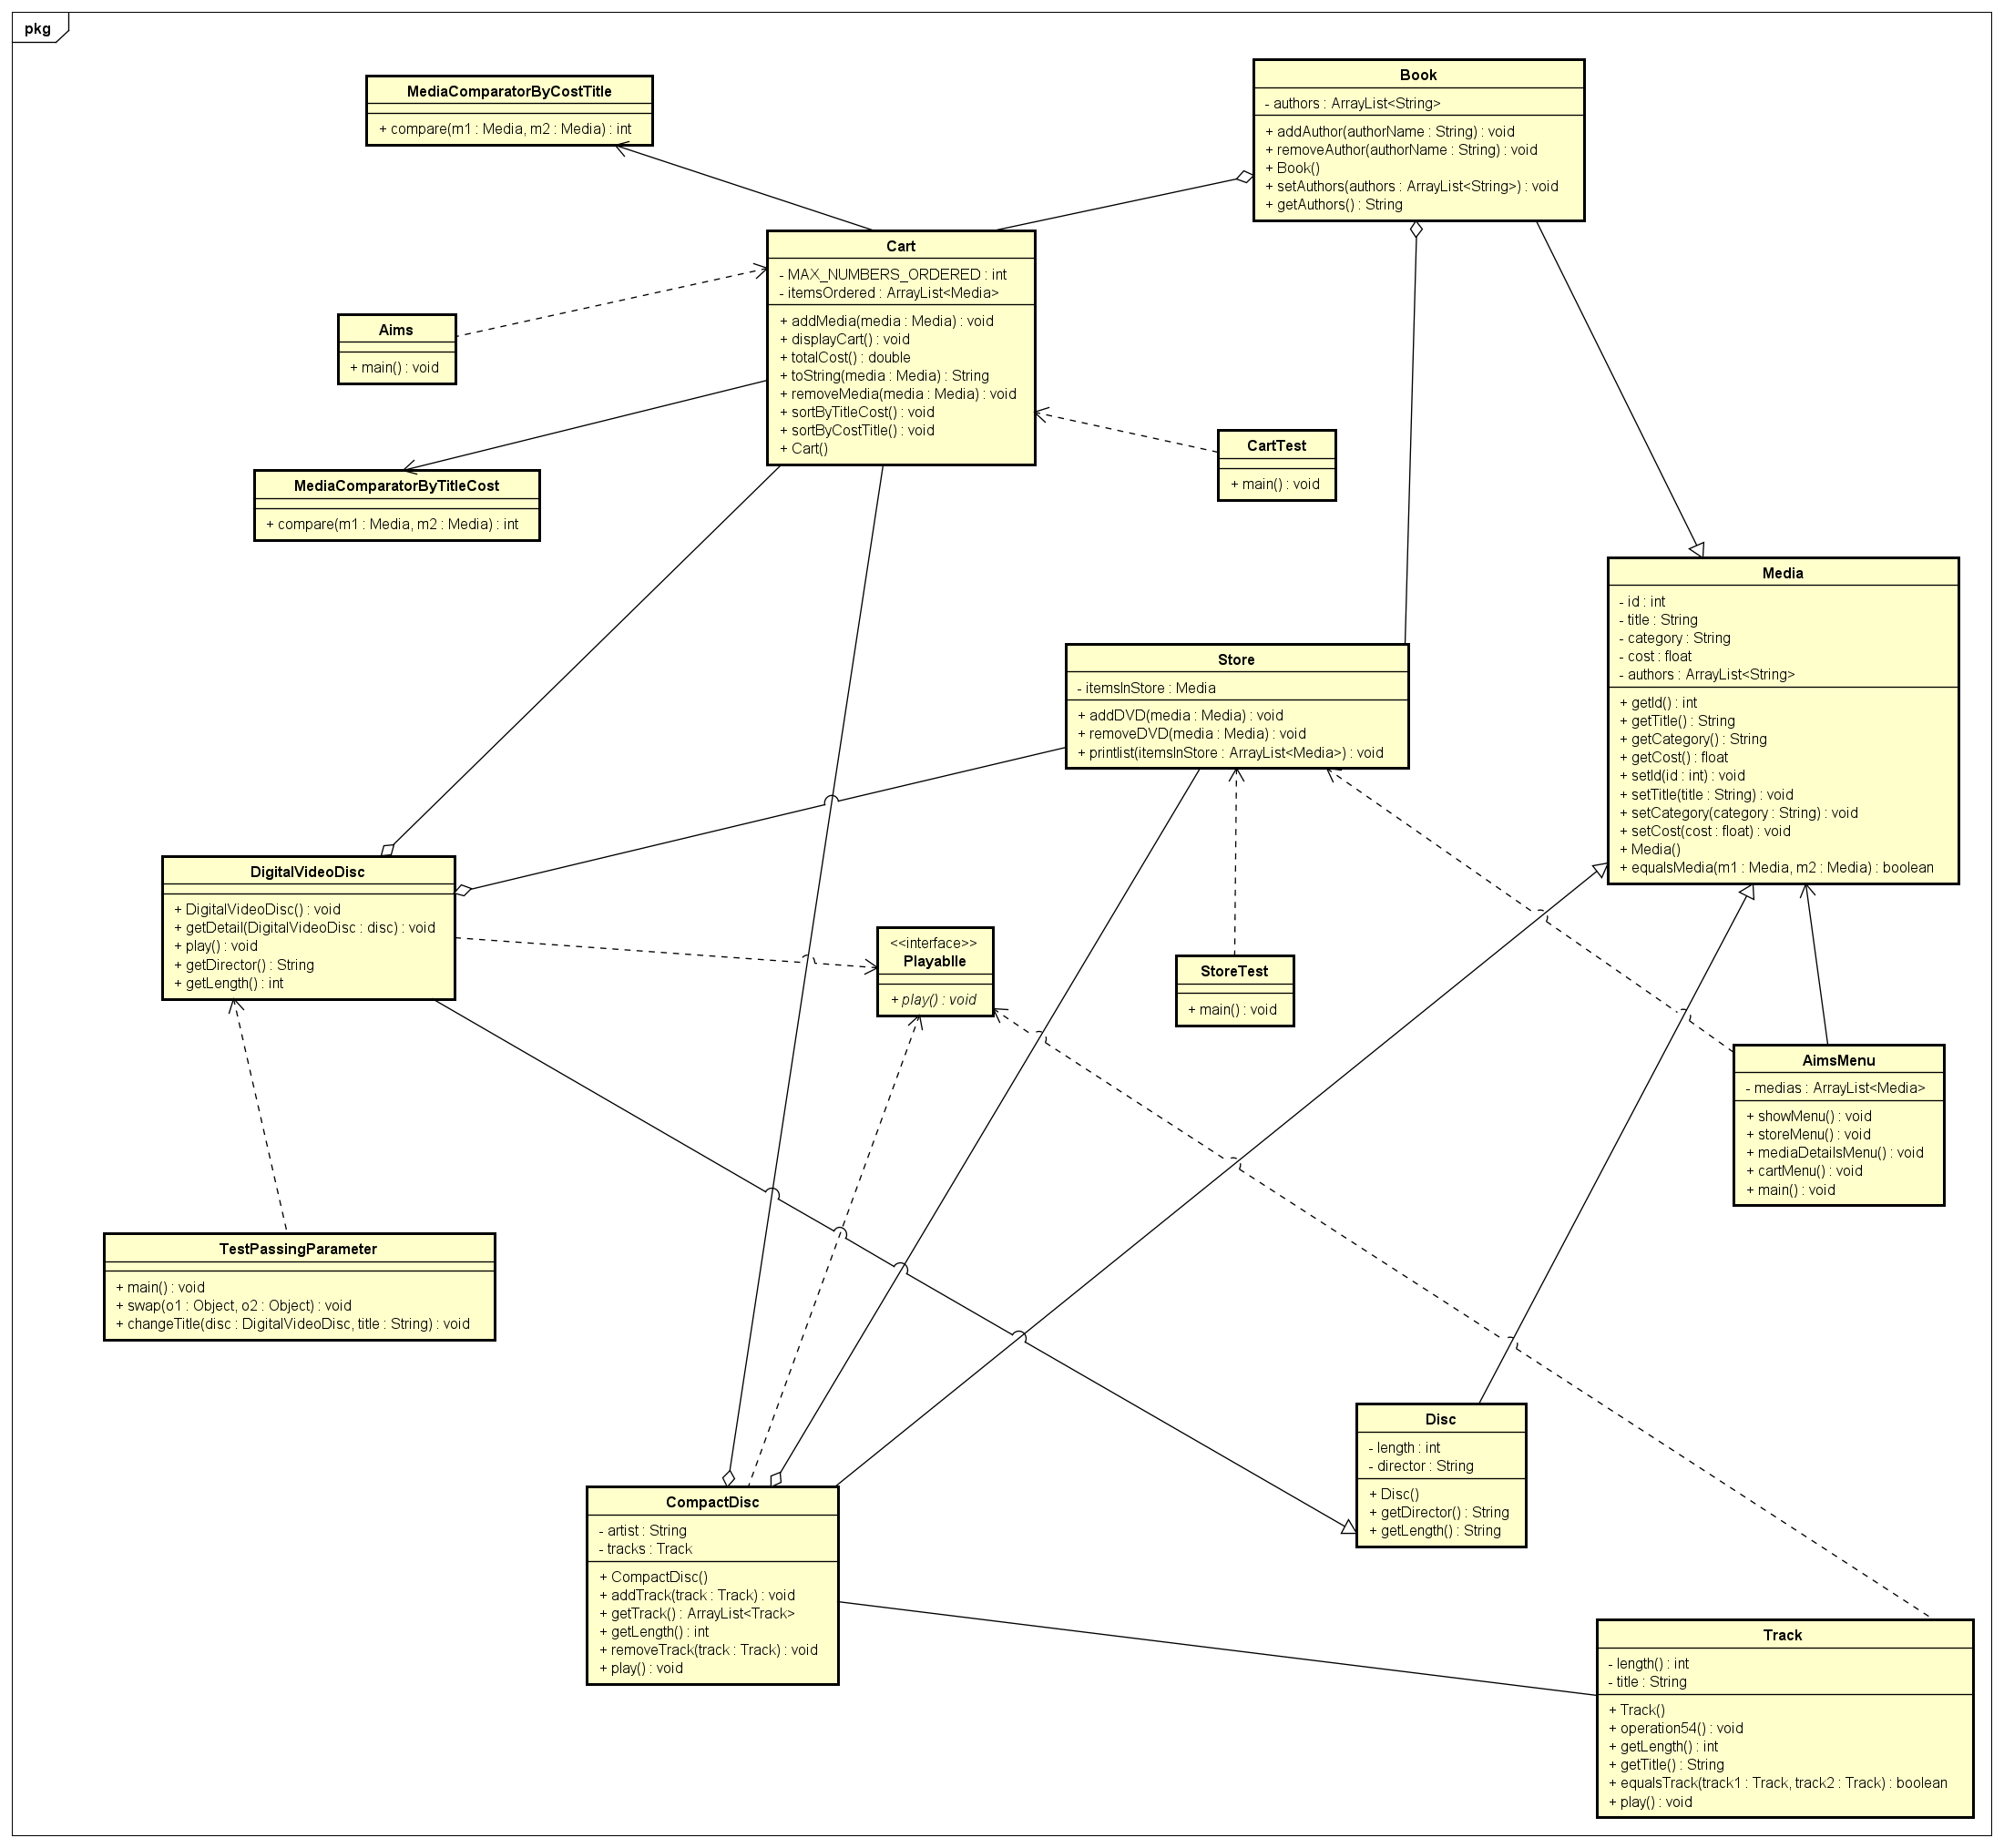 pkg
MediaComparatorByCostTitle
+ compare(m1 : Media, m2 : Media) : int
Book
- authors : ArrayList<String>
+ addAuthor(authorName : String) : void
+ removeAuthor(authorName : String) : void
+ Book()
+ setAuthors(authors : ArrayList<String>) : void
+ getAuthors() : String
Cart
- MAX_NUMBERS_ORDERED : int
- itemsOrdered : ArrayList<Media>
+ addMedia(media : Media) : void
+ displayCart() : void
+ totalCost() : double
+ toString(media : Media) : String
+ removeMedia(media : Media) : void
+ sortByTitleCost() : void
+ sortByCostTitle() : void
+ Cart()
Aims
+ main() : void
CartTest
+ main() : void
MediaComparatorByTitleCost
+ compare(m1 : Media, m2 : Media) : int
Media
- id : int
- title : String
- category : String
- cost : float
- authors : ArrayList<String>
+ getId() : int
+ getTitle() : String
+ getCategory() : String
+ getCost() : float
+ setId(id : int) : void
+ setTitle(title : String) : void
+ setCategory(category : String) : void
+ setCost(cost : float) : void
+ Media()
+ equalsMedia(m1 : Media, m2 : Media) : boolean
Store
- itemsInStore : Media
+ addDVD(media : Media) : void
+ removeDVD(media : Media) : void
+ printlist(itemsInStore : ArrayList<Media>) : void
DigitalVideoDisc
+ DigitalVideoDisc() : void
+ getDetail(DigitalVideoDisc : disc) : void
+ play() : void
+ getDirector() : String
+ getLength() : int
<<interface>>
Playablle
+ play() : void
StoreTest
+ main() : void
AimsMenu
- medias : ArrayList<Media>
+ showMenu() : void
+ storeMenu() : void
+ mediaDetailsMenu() : void
+ cartMenu() : void
+ main() : void
TestPassingParameter
+ main() : void
+ swap(o1 : Object, o2 : Object) : void
+ changeTitle(disc : DigitalVideoDisc, title : String) : void
Disc
- length : int
- director : String
+ Disc()
+ getDirector() : String
+ getLength() : String
CompactDisc
- artist : String
- tracks : Track
+ CompactDisc()
+ addTrack(track : Track) : void
+ getTrack() : ArrayList<Track>
+ getLength() : int
+ removeTrack(track : Track) : void
+ play() : void
Track
- length() : int
- title : String
+ Track()
+ operation54() : void
+ getLength() : int
+ getTitle() : String
+ equalsTrack(track1 : Track, track2 : Track) : boolean
+ play() : void